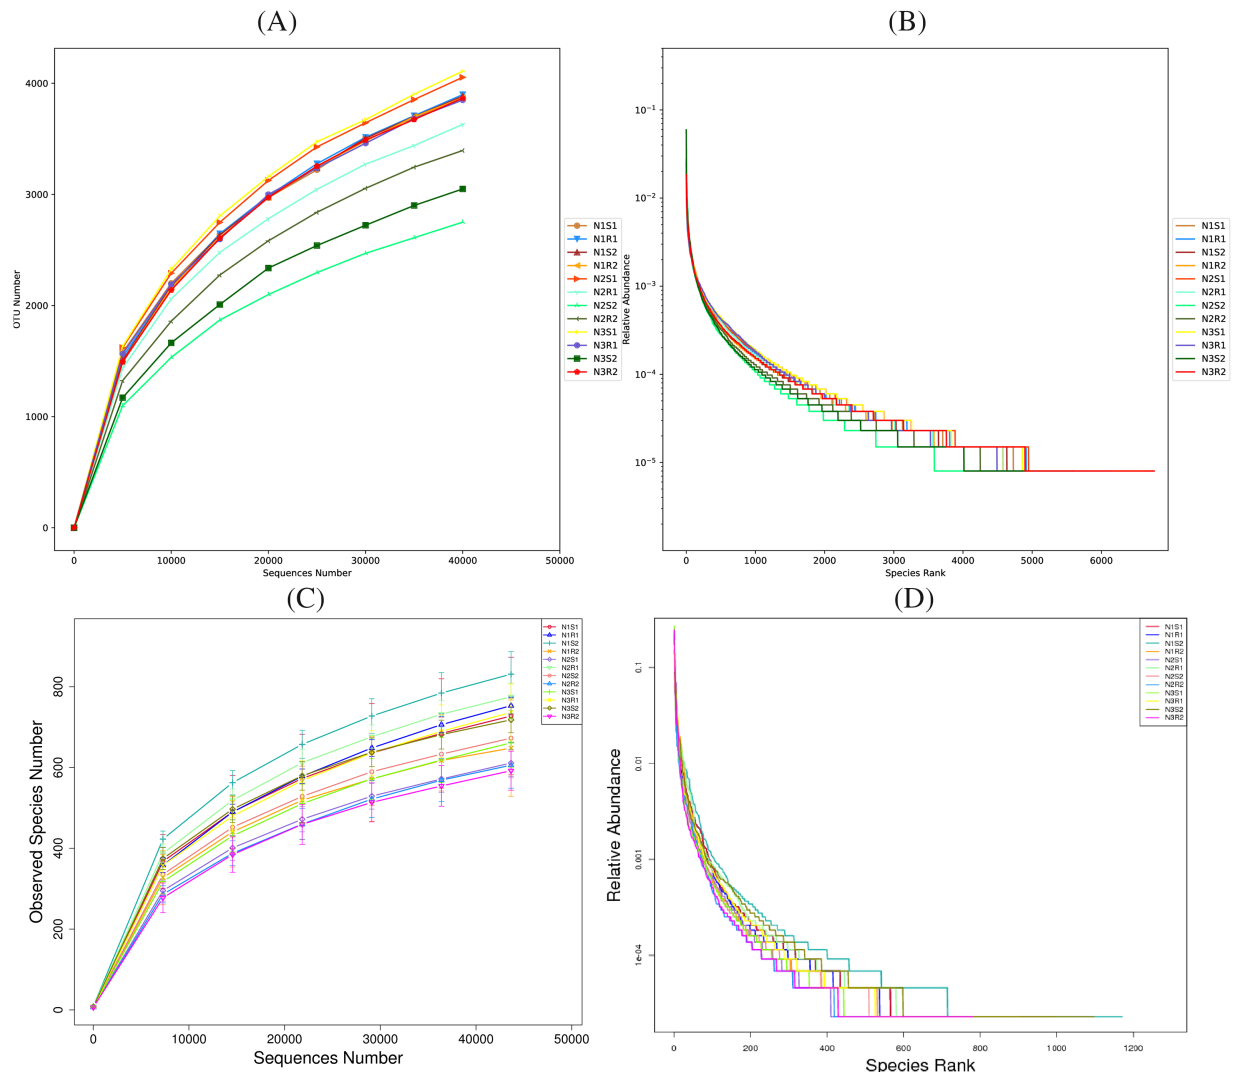 (A)
(B)
4000
3000
2000
1000
0
OTU Number
0
10000
20000
30000
40000
50000
Sequences Number
N1S1
N1R1
N1S2
N1R2
N2S1
N2R1
N2S2
N2R2
N3S1
N3R1
N3S2
N3R2
10⁻¹
10⁻²
10⁻³
10⁻⁴
10⁻⁵
Relative Abundance
0
1000
2000
3000
4000
5000
6000
Species Rank
N1S1
N1R1
N1S2
N1R2
N2S1
N2R1
N2S2
N2R2
N3S1
N3R1
N3S2
N3R2
(C)
(D)
800
600
400
200
0
Observed Speies Number
0
10000
20000
30000
40000
50000
Sequences Number
N1S1
N1R1
N1S2
N1R2
N2S1
N2R1
N2S2
N2R2
N3S1
N3R1
N3S2
N3R2
0.1
0.01
0.001
1e-04
Relative Abundance
0
200
400
600
800
1000
1200
Species Rank
N1S1
N1R1
N1S2
N1R2
N2S1
N2R1
N2S2
N2R2
N3S1
N3R1
N3S2
N3R2